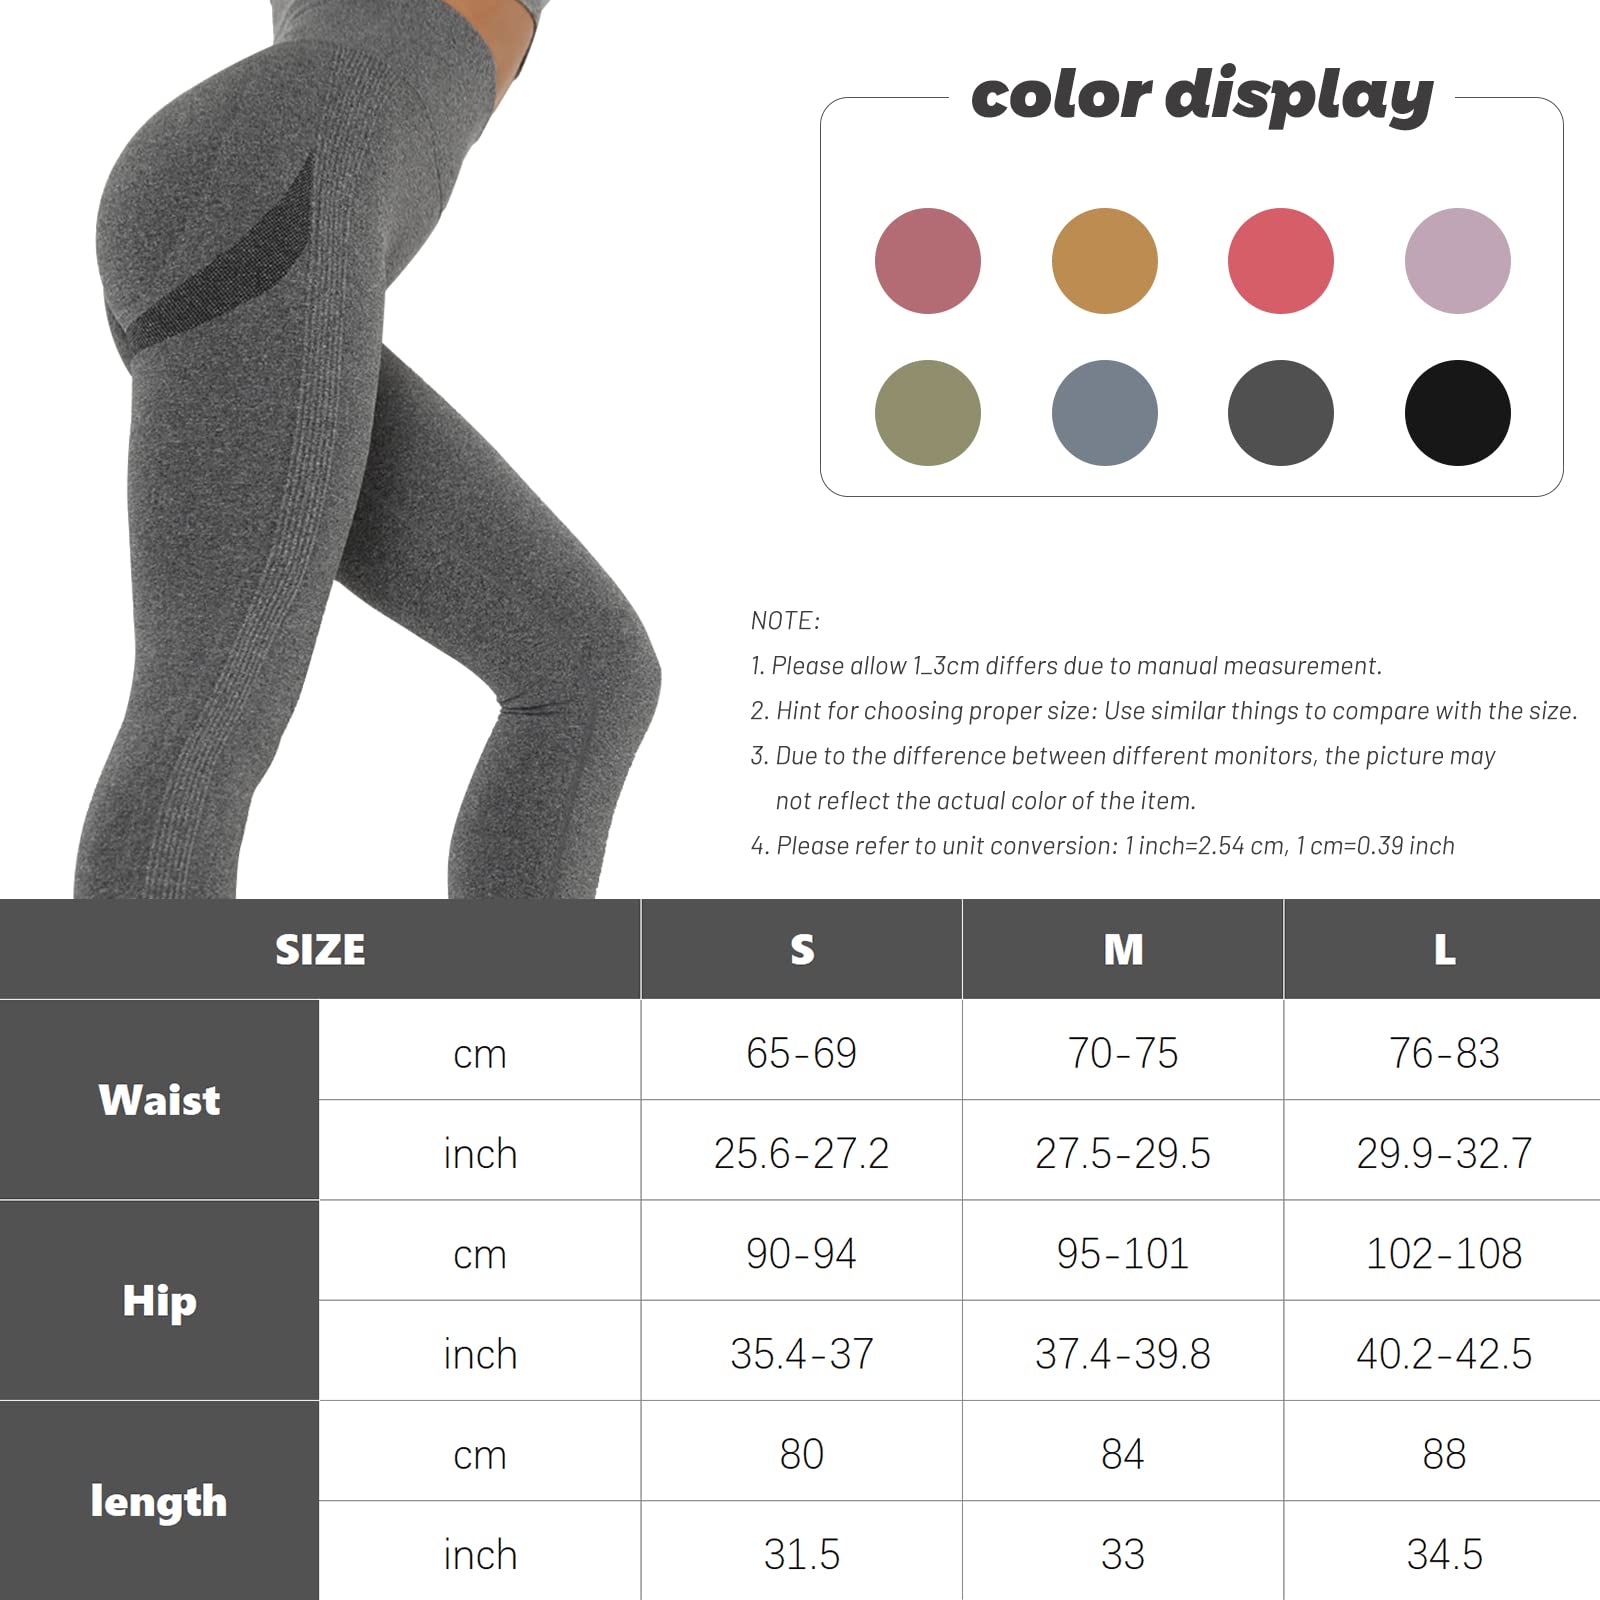 color display
NOTE:
1. Please allow 1_3cm differs due to manual measurement.
2. Hint for choosing proper size: Use similar things to compare with the size.
3. Due to the difference between different monitors, the picture may
not reflect the actual color of the item.
4. Please refer to unit conversion: 1 inch=2.54 cm, 1 cm=0.39 inch
SIZE S M L
Waist
cm 65-69 70-75 76-83
inch 25.6-27.2 27.5-29.5 29.9-32.7
Hip
cm 90-94 95-101 102-108
inch 35.4-37 37.4-39.8 40.2-42.5
length
cm 80 84 88
inch 31.5 33 34.5